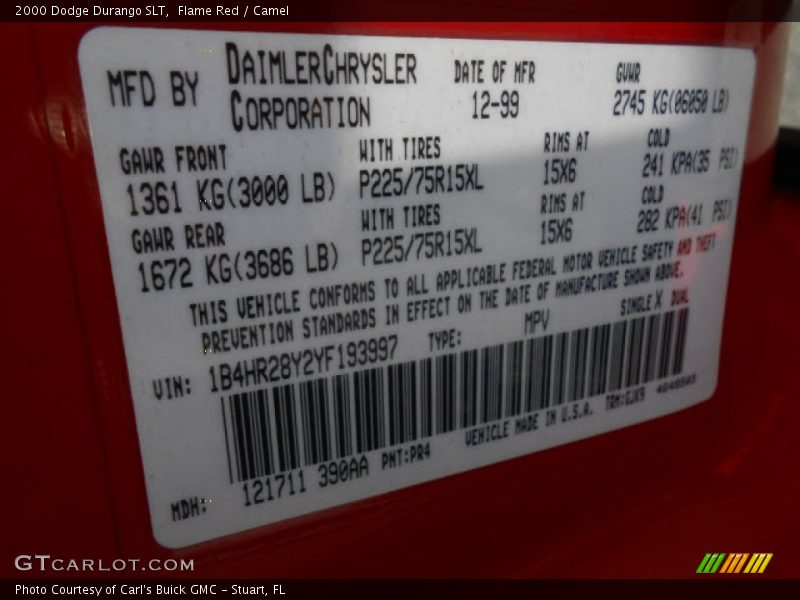 2000 Dodge Durango SLT,  Flame Red / Camel
MFD BY DAIMLERCHRYSLER CORPORATION DATE OF MFR 12-99 GVWR 2745 KG(06050 LB)
GAWR FRONT WITH TIRES RIMS AT COLD
1361 KG(3000 LB) P225/75R15XL 15X6 241 KPA(35 PSI)
GAWR REAR WITH TIRES RIMS AT COLD
1672 KG(3686 LB) P225/75R15XL 15X6 282 KPA(41 PSI)
THIS VEHICLE CONFORMS TO ALL APPLICABLE FEDERAL MOTOR VEHICLE SAFETY AND THEFT
PREVENTION STANDARDS IN EFFECT ON THE DATE OF MANUFACTURE SHOWN ABOVE.
VIN: 1B4HR28Y2YF193997 TYPE: MPV SINGLE X DUAL
VEHICLE MADE IN U.S.A. TRM:GJK9
MDH: 121711 390AA PNT:PR4
GTCARLOT.COM
Photo Courtesy of Carl's Buick GMC - Stuart, FL